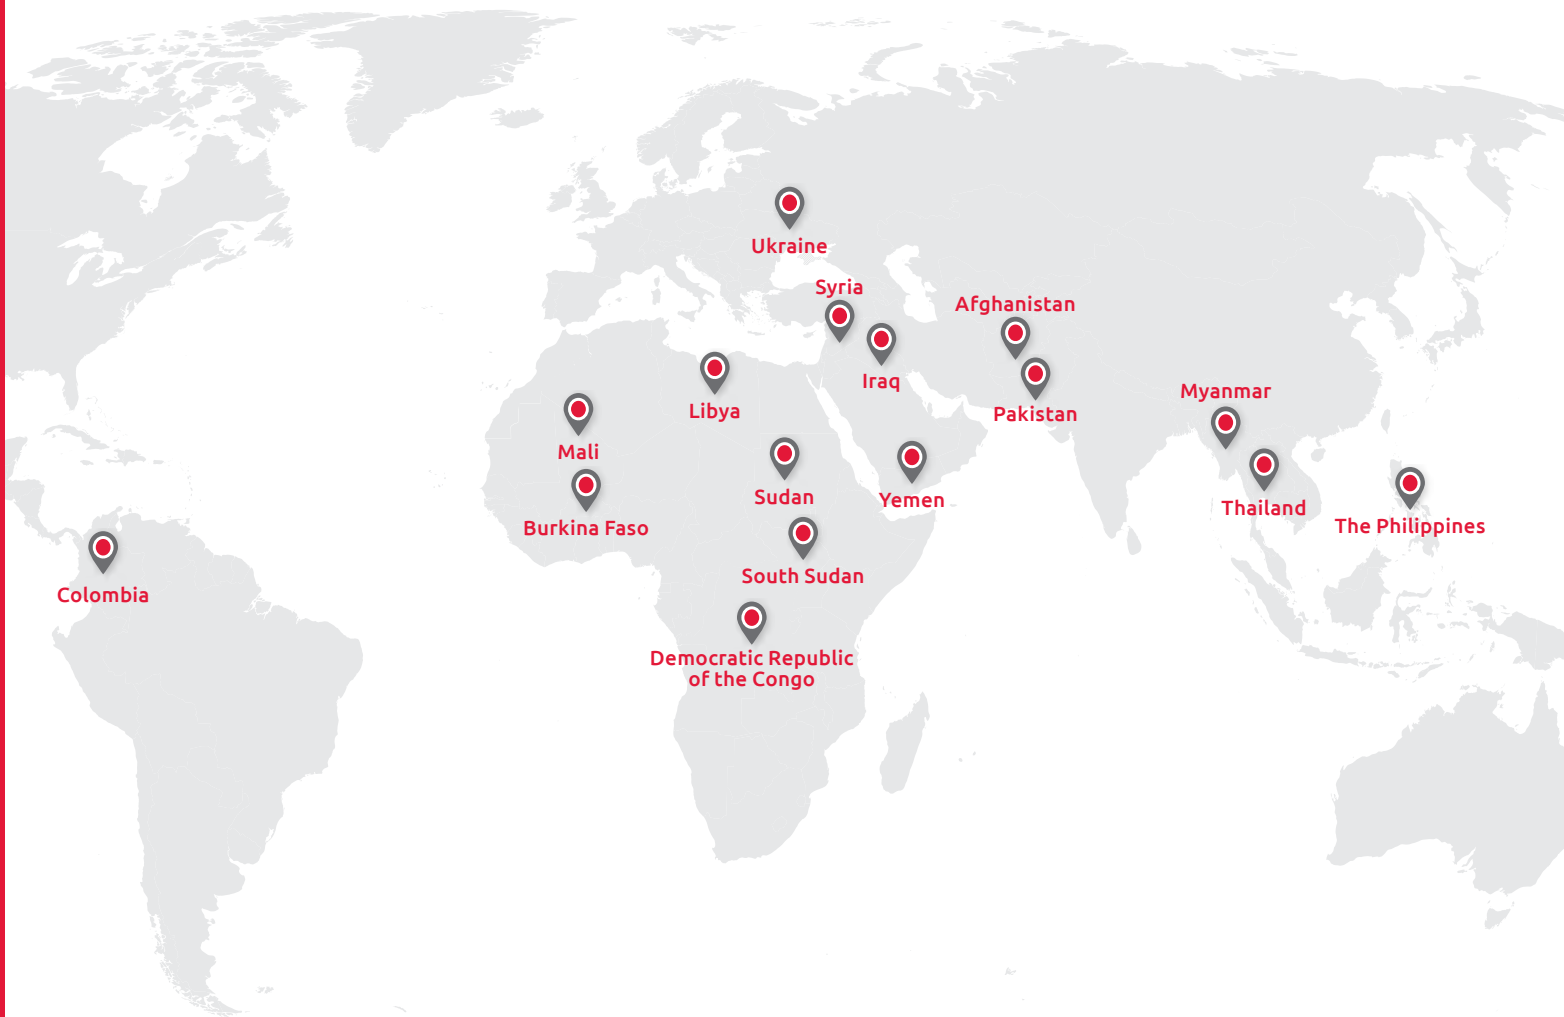 Ukraine
Syria
Afghanistan
Iraq
Libya
Pakistan
Myanmar
Mali
Sudan
Yemen
Thailand
Burkina Faso
The Philippines
South Sudan
Colombia
Democratic Republic
of the Congo